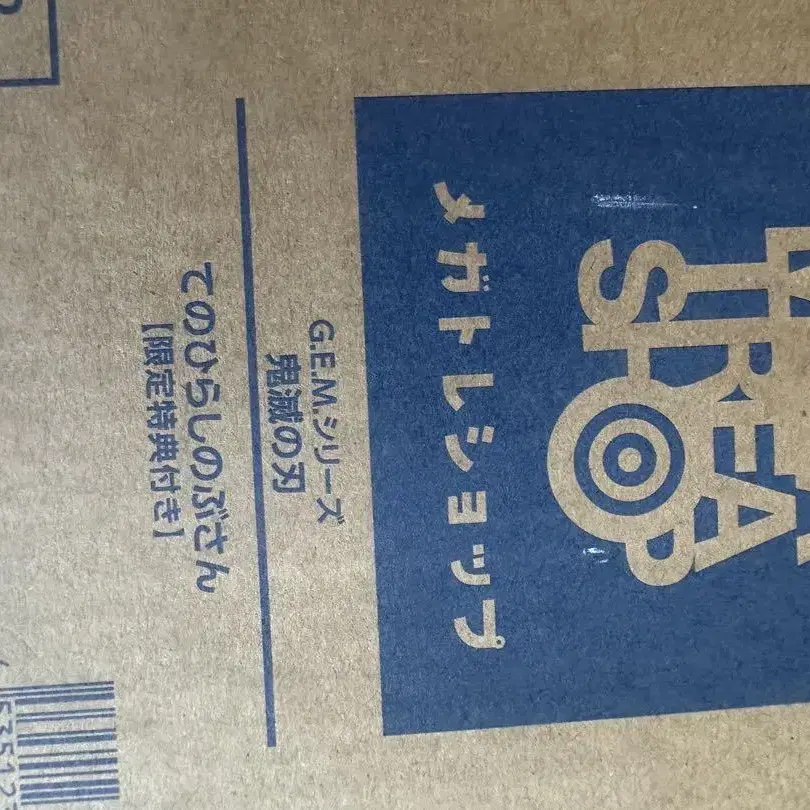 TREA
SHOP
メガトレショップ
G.E.M.シリーズ
鬼滅の刃
てのひらしのぶさん
【限定特典付き】